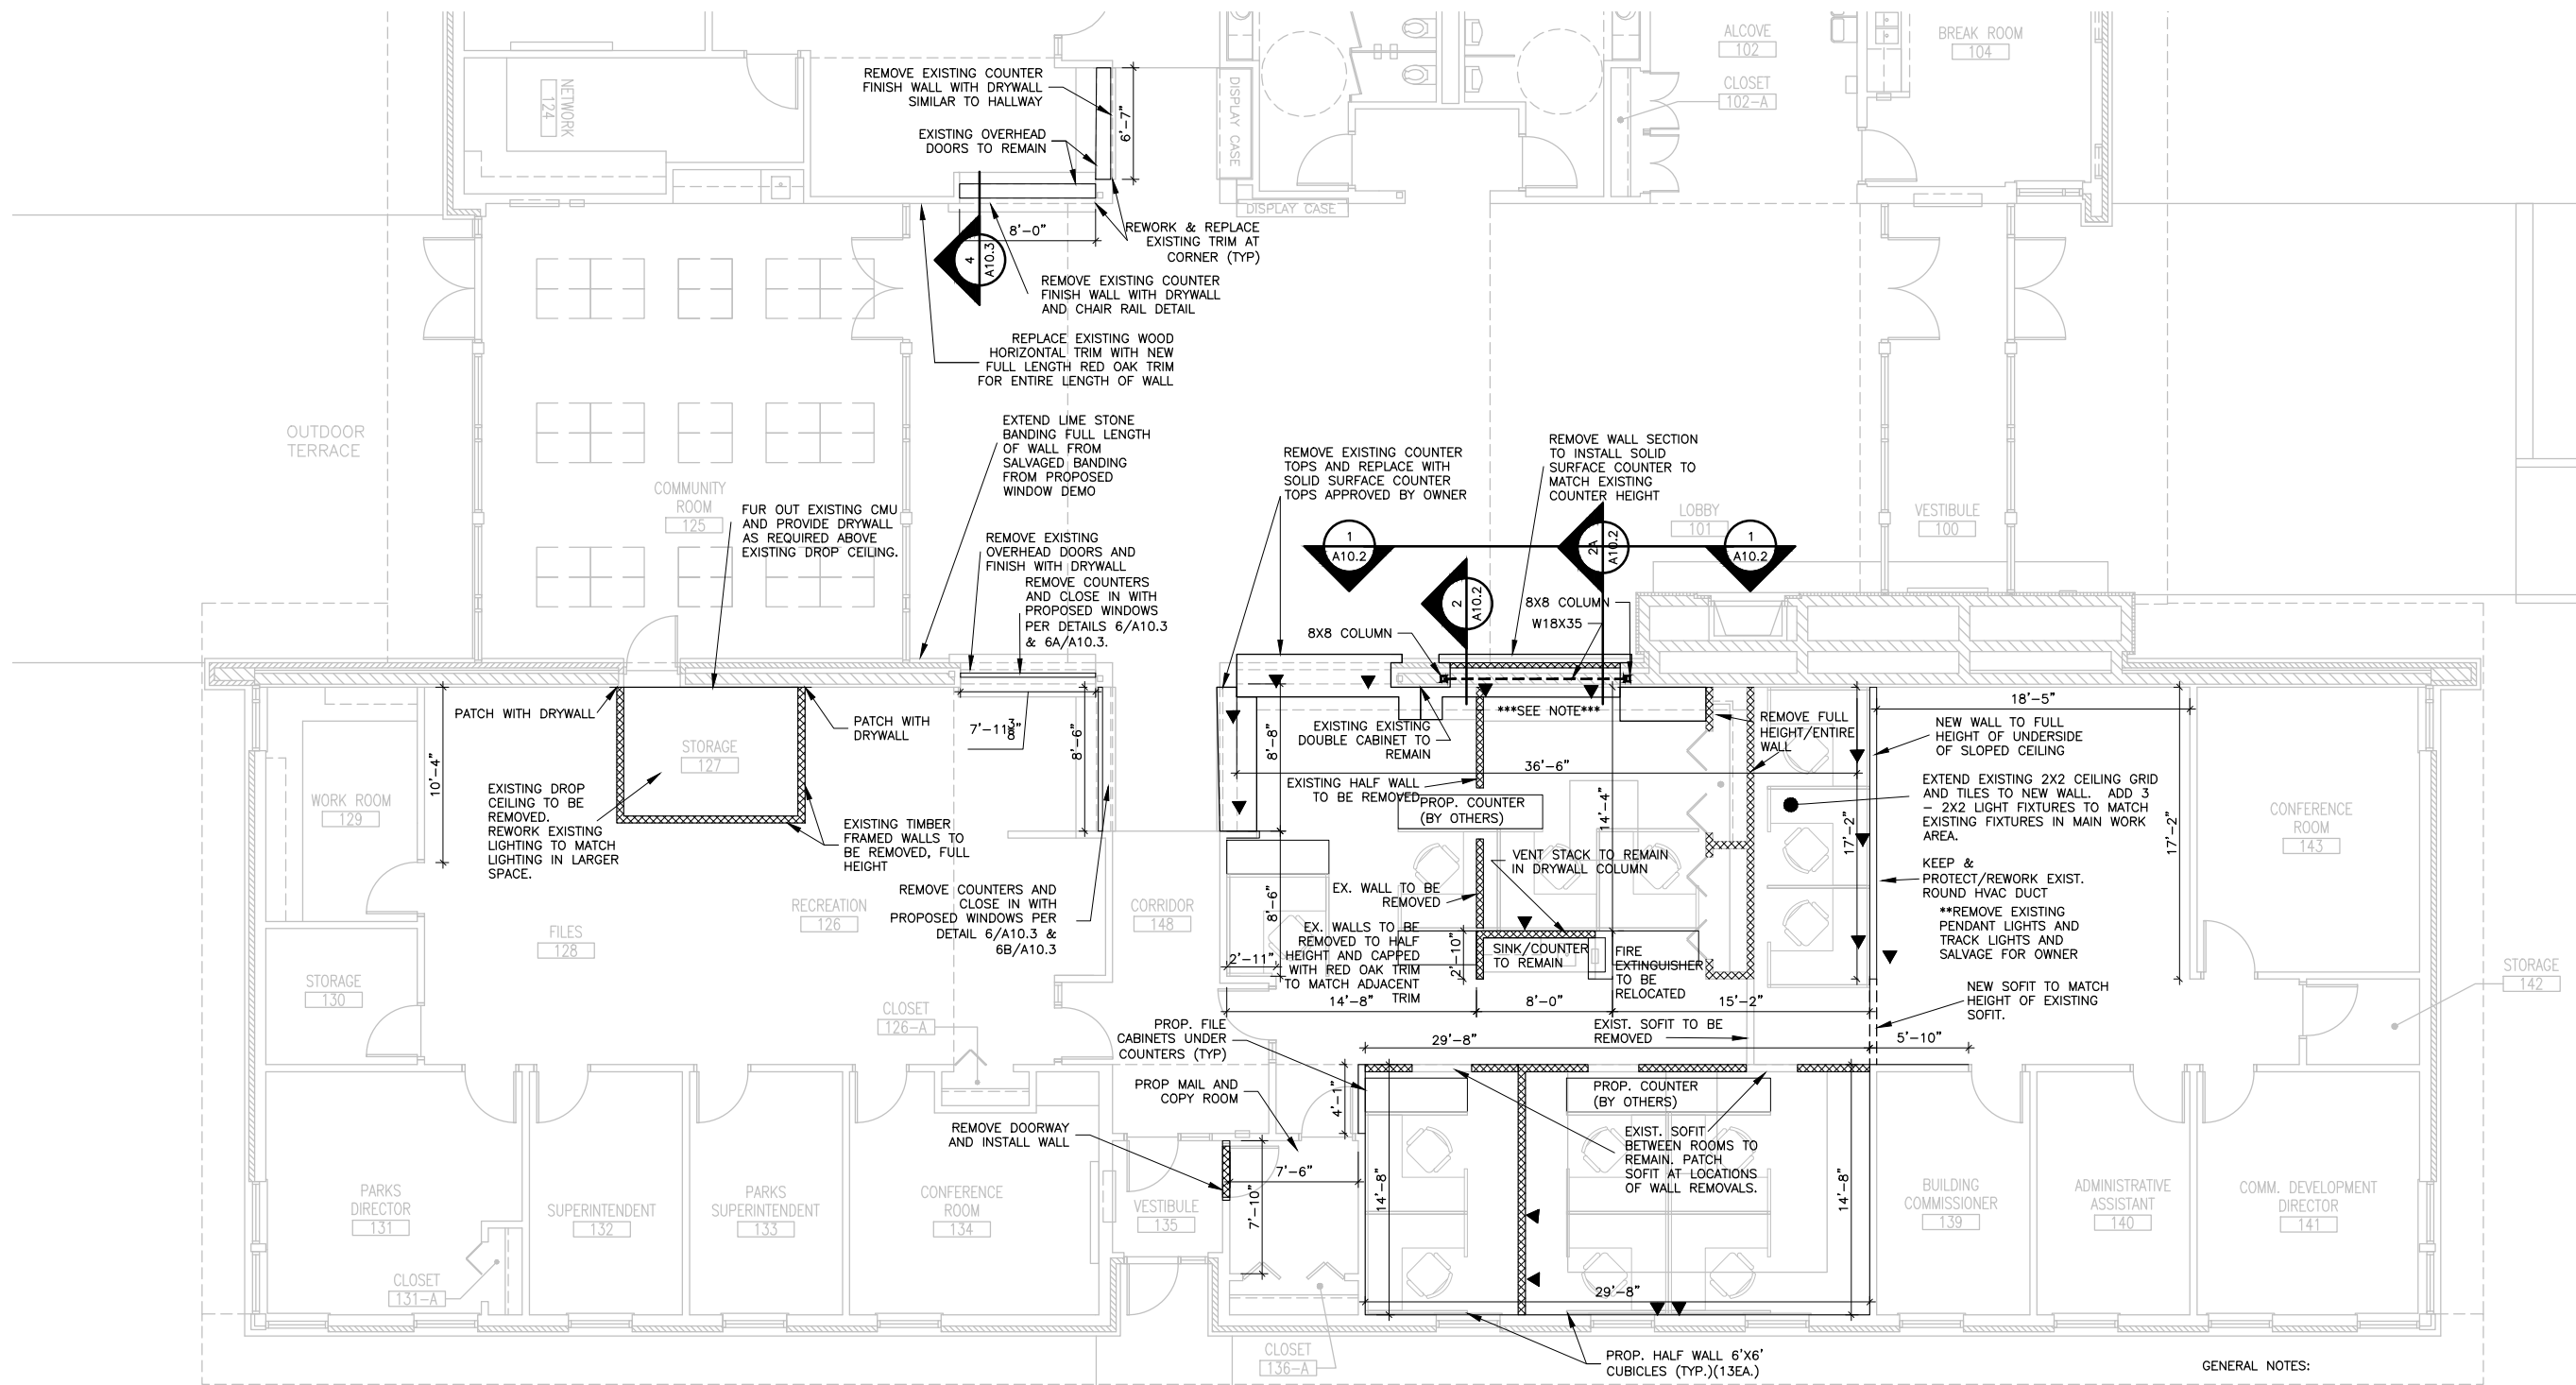 NETWORK
124
REMOVE EXISTING COUNTER
FINISH WALL WITH DRYWALL
SIMILAR TO HALLWAY
EXISTING OVERHEAD
DOORS TO REMAIN
6'-7"
DISPLAY CASE
DISPLAY CASE
ALCOVE
102
CLOSET
102-A
BREAK ROOM
104
8'-0"
4
A10.3
REWORK & REPLACE
EXISTING TRIM AT
CORNER (TYP)
REMOVE EXISTING COUNTER
FINISH WALL WITH DRYWALL
AND CHAIR RAIL DETAIL
REPLACE EXISTING WOOD
HORIZONTAL TRIM WITH NEW
FULL LENGTH RED OAK TRIM
FOR ENTIRE LENGTH OF WALL
OUTDOOR
TERRACE
COMMUNITY
ROOM
125
EXTEND LIME STONE
BANDING FULL LENGTH
OF WALL FROM
SALVAGED BANDING
FROM PROPOSED
WINDOW DEMO
FUR OUT EXISTING CMU
AND PROVIDE DRYWALL
AS REQUIRED ABOVE
EXISTING DROP CEILING.
REMOVE EXISTING
OVERHEAD DOORS AND
FINISH WITH DRYWALL
REMOVE COUNTERS
AND CLOSE IN WITH
PROPOSED WINDOWS
PER DETAILS 6/A10.3
& 6A/A10.3.
REMOVE EXISTING COUNTER
TOPS AND REPLACE WITH
SOLID SURFACE COUNTER
TOPS APPROVED BY OWNER
REMOVE WALL SECTION
TO INSTALL SOLID
SURFACE COUNTER TO
MATCH EXISTING
COUNTER HEIGHT
LOBBY
101
VESTIBULE
100
1
A10.2
2A
A10.2
1
A10.2
2
A10.2
8X8 COLUMN
W18X35
8X8 COLUMN
PATCH WITH DRYWALL
PATCH WITH
DRYWALL
STORAGE
127
10'-4"
7'-11 3/8"
8'-6"
8'-8"
EXISTING EXISTING
DOUBLE CABINET TO
REMAIN
***SEE NOTE***
REMOVE FULL
HEIGHT/ENTIRE
WALL
18'-5"
NEW WALL TO FULL
HEIGHT OF UNDERSIDE
OF SLOPED CEILING
36'-6"
EXISTING HALF WALL
TO BE REMOVED
PROP. COUNTER
(BY OTHERS)
14'-4"
17'-2"
17'-2"
EXTEND EXISTING 2X2 CEILING GRID
AND TILES TO NEW WALL. ADD 3
- 2X2 LIGHT FIXTURES TO MATCH
EXISTING FIXTURES IN MAIN WORK
AREA.
CONFERENCE
ROOM
143
WORK ROOM
129
EXISTING DROP
CEILING TO BE
REMOVED.
REWORK EXISTING
LIGHTING TO MATCH
LIGHTING IN LARGER
SPACE.
EXISTING TIMBER
FRAMED WALLS TO
BE REMOVED, FULL
HEIGHT
VENT STACK TO REMAIN
IN DRYWALL COLUMN
KEEP &
PROTECT/REWORK EXIST.
ROUND HVAC DUCT
REMOVE COUNTERS AND
CLOSE IN WITH
PROPOSED WINDOWS PER
DETAIL 6/A10.3 &
6B/A10.3
RECREATION
126
CORRIDOR
148
EX. WALL TO BE
REMOVED
8'-6"
**REMOVE EXISTING
PENDANT LIGHTS AND
TRACK LIGHTS AND
SALVAGE FOR OWNER
FILES
128
EX. WALLS TO BE
REMOVED TO HALF
HEIGHT AND CAPPED
WITH RED OAK TRIM
TO MATCH ADJACENT
TRIM
2'-11"
2'-10"
SINK/COUNTER
TO REMAIN
FIRE
EXTINGUISHER
TO BE
RELOCATED
STORAGE
130
STORAGE
142
14'-8"
8'-0"
15'-2"
NEW SOFIT TO MATCH
HEIGHT OF EXISTING
SOFIT.
CLOSET
126-A
PROP. FILE
CABINETS UNDER
COUNTERS (TYP)
EXIST. SOFIT TO BE
REMOVED
29'-8"
5'-10"
PROP MAIL AND
COPY ROOM
4'-1"
PROP. COUNTER
(BY OTHERS)
REMOVE DOORWAY
AND INSTALL WALL
EXIST. SOFIT
BETWEEN ROOMS TO
REMAIN. PATCH
SOFIT AT LOCATIONS
OF WALL REMOVALS.
7'-6"
7'-10"
14'-8"
14'-8"
PARKS
DIRECTOR
131
SUPERINTENDENT
132
PARKS
SUPERINTENDENT
133
CONFERENCE
ROOM
134
VESTIBULE
135
BUILDING
COMMISSIONER
139
ADMINISTRATIVE
ASSISTANT
140
COMM. DEVELOPMENT
DIRECTOR
141
CLOSET
131-A
29'-8"
CLOSET
136-A
PROP. HALF WALL 6'X6'
CUBICLES (TYP.)(13EA.)
GENERAL NOTES: